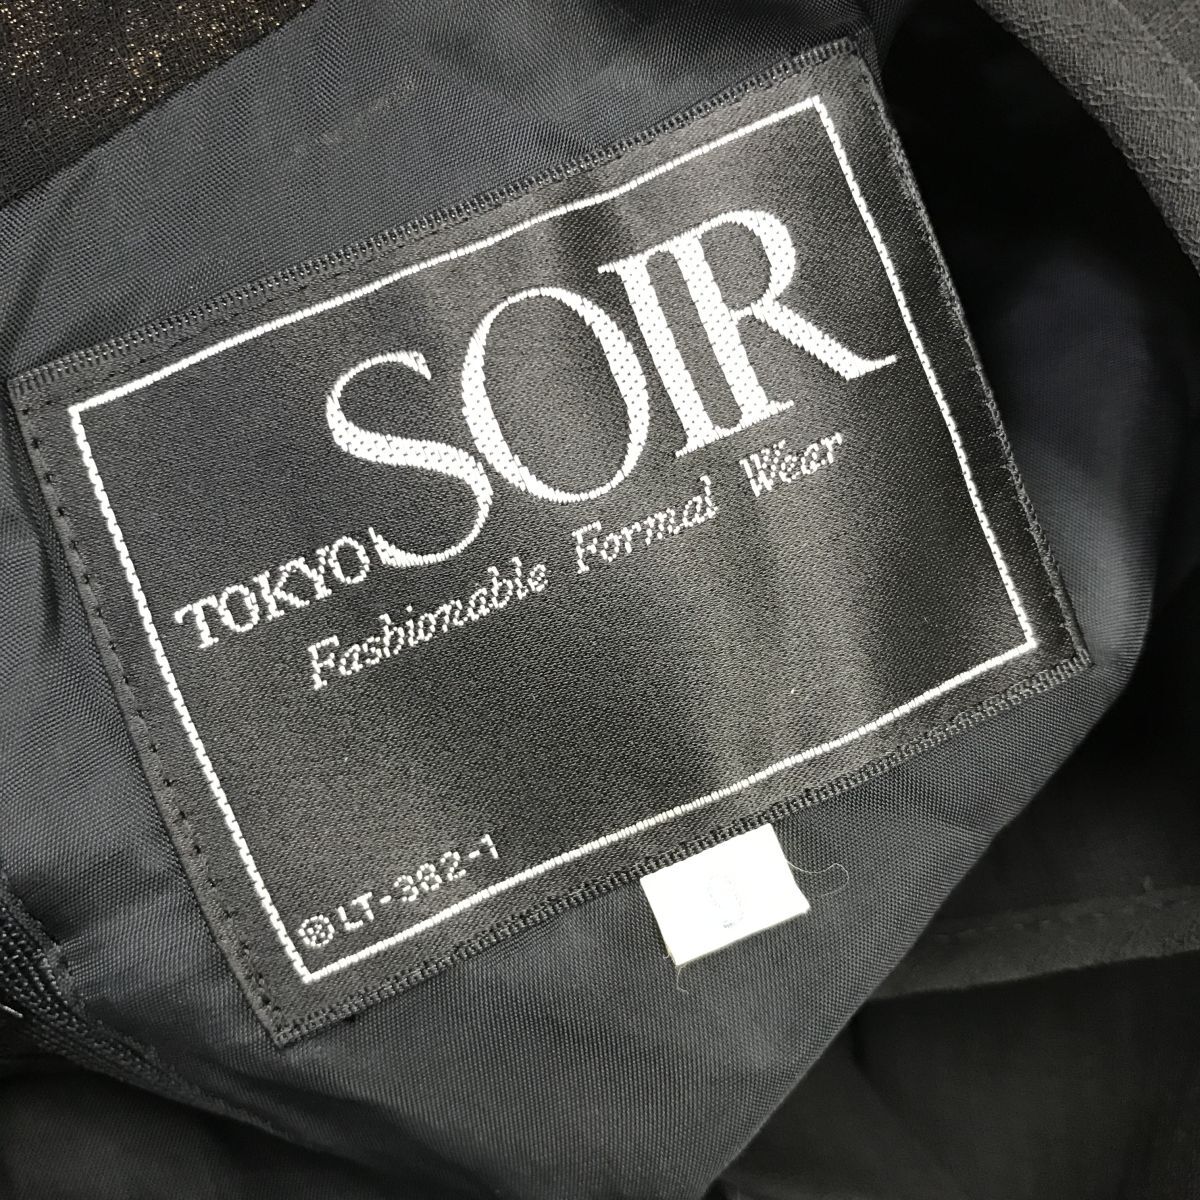 TOKYO SOIR
Fashionable Formal Wear
LT-382-1
9